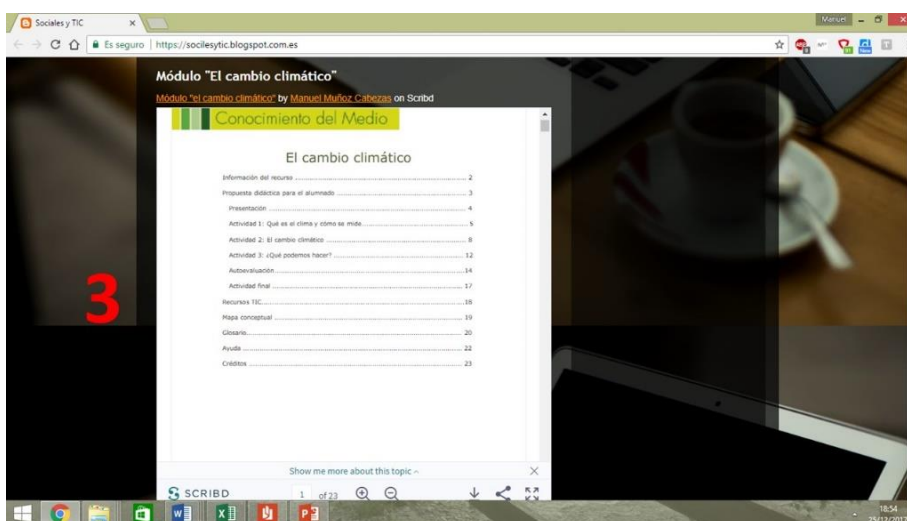 Sociales y TIC
Manuel
Es seguro | https://socilesytic.blogspot.com.es
Módulo "El cambio climático"
Módulo "el cambio climático" by Manuel Muñoz Cabezas on Scribd
Conocimiento del Medio
El cambio climático
Información del recurso 2
Propuesta didáctica para el alumnado 3
Presentación 4
Actividad 1: Qué es el clima y cómo se mide 5
Actividad 2: El cambio climático 8
Actividad 3: ¿Qué podemos hacer? 12
Autoevaluación 14
Actividad final 17
Recursos TIC 18
Mapa conceptual 19
Glosario 20
Ayuda 22
Créditos 23
3
Show me more about this topic
SCRIBD
1 of 23
18:54
25/12/2017